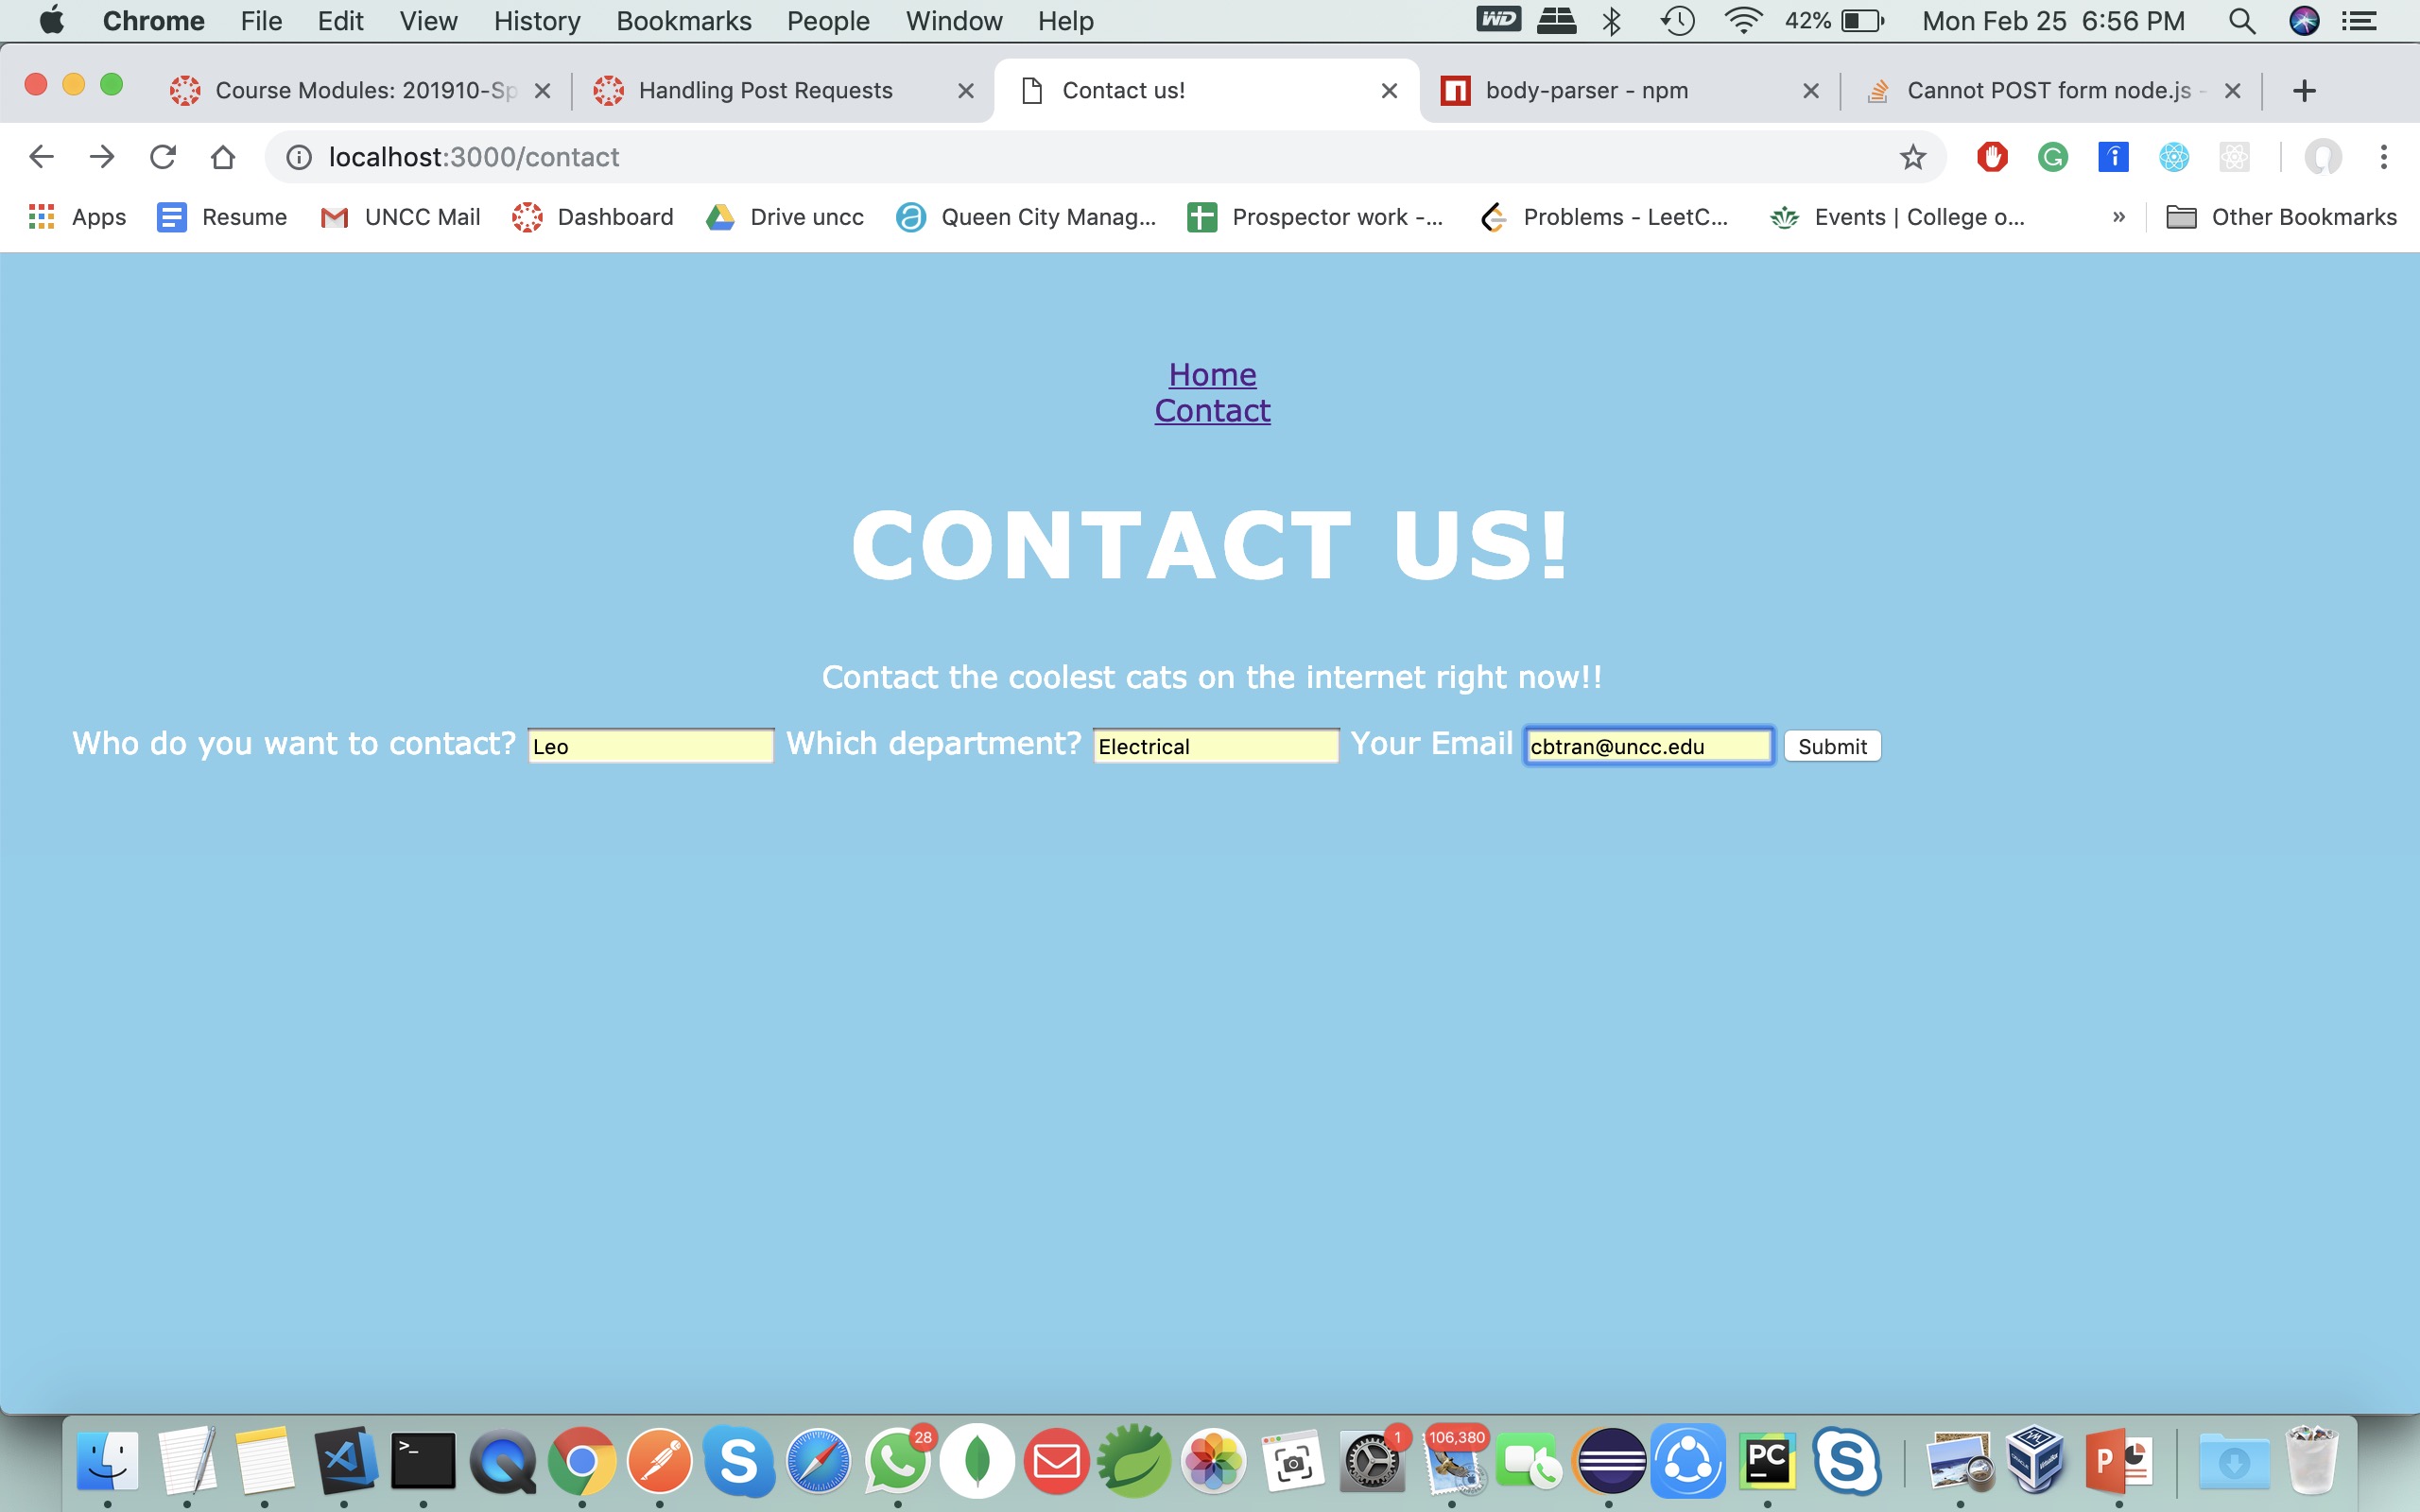 Chrome File Edit View History Bookmarks People Window Help WD 42% Mon Feb 25 6:56 PM
Course Modules: 201910-Sp Handling Post Requests Contact us! body-parser - npm Cannot POST form node.js -
localhost:3000/contact
Apps Resume UNCC Mail Dashboard Drive uncc Queen City Manag... Prospector work -... Problems - LeetC... Events | College o... » Other Bookmarks
Home
Contact
CONTACT US!
Contact the coolest cats on the internet right now!!
Who do you want to contact? Leo Which department? Electrical Your Email cbtran@uncc.edu Submit
28 1 106,380
>_ S PC S P